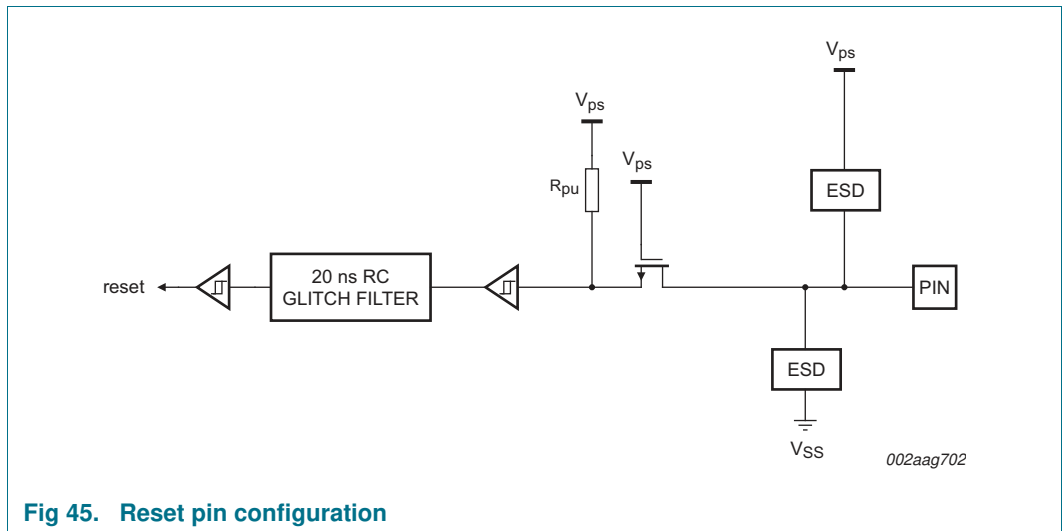 V_ps
V_ps
V_ps
R_pu
ESD
reset
20 ns RC
GLITCH FILTER
PIN
ESD
V_SS
002aag702
Fig 45. Reset pin configuration